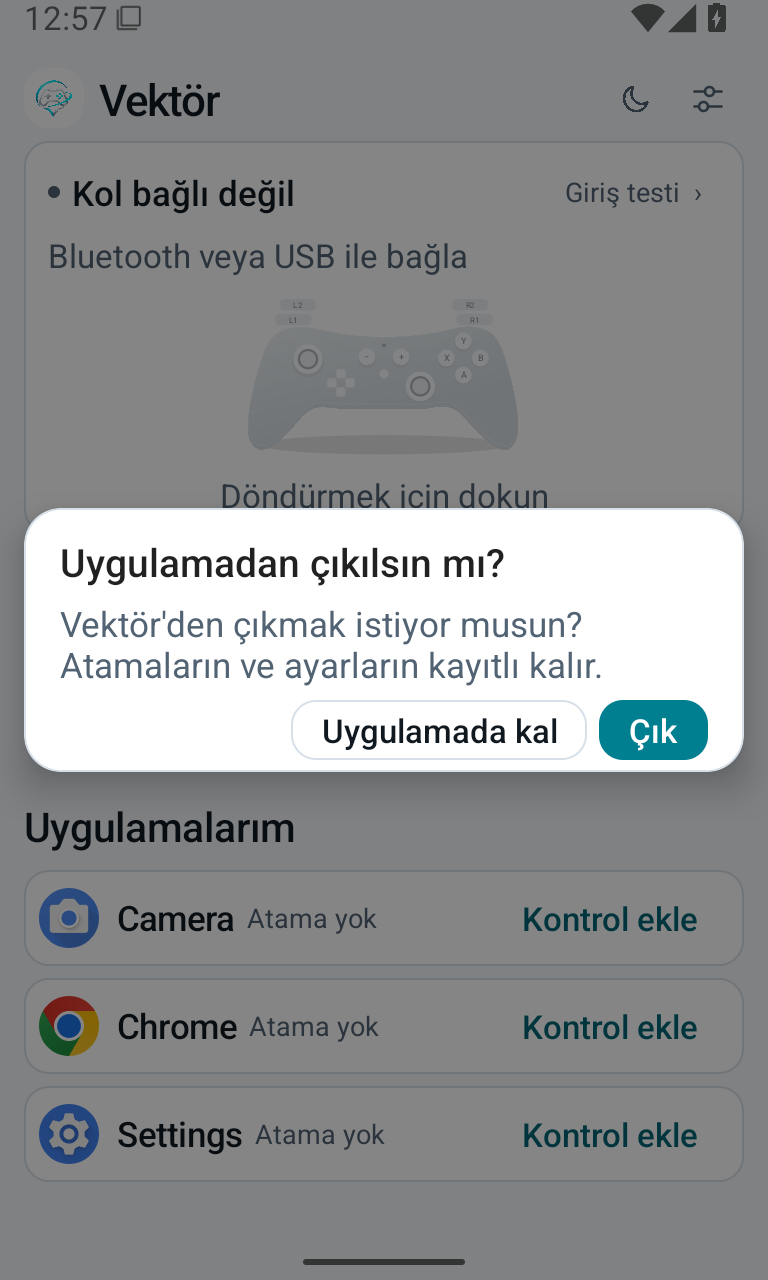 12:57
Vektör
Kol bağlı değil
Giriş testi ›
Bluetooth veya USB ile bağla
L2
R2
L1
R1
Y
X
B
A
Döndürmek için dokun
Uygulamadan çıkılsın mı?
Vektör'den çıkmak istiyor musun?
Atamaların ve ayarların kayıtlı kalır.
Uygulamada kal
Çık
Uygulamalarım
Camera Atama yok Kontrol ekle
Chrome Atama yok Kontrol ekle
Settings Atama yok Kontrol ekle